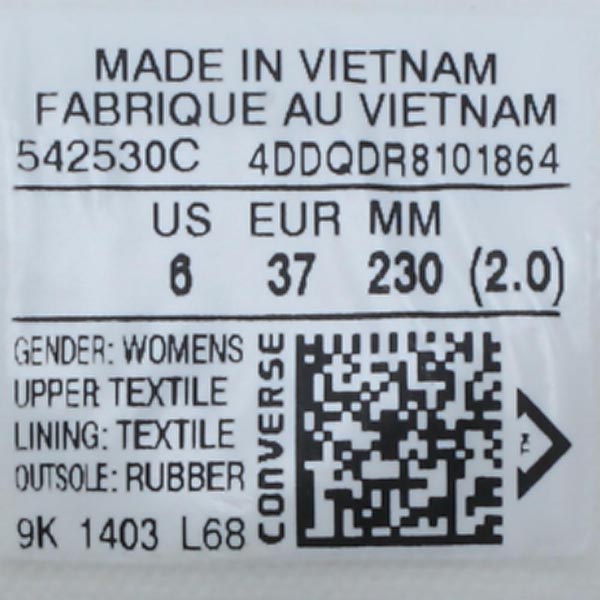 MADE IN VIETNAM
FABRIQUE AU VIETNAM
542530C 4DDQDR8101864
US EUR MM
6 37 230 (2.0)
GENDER: WOMENS
UPPER TEXTILE
LINING: TEXTILE
OUTSOLE: RUBBER
9K 1403 L68
CONVERSE
TM